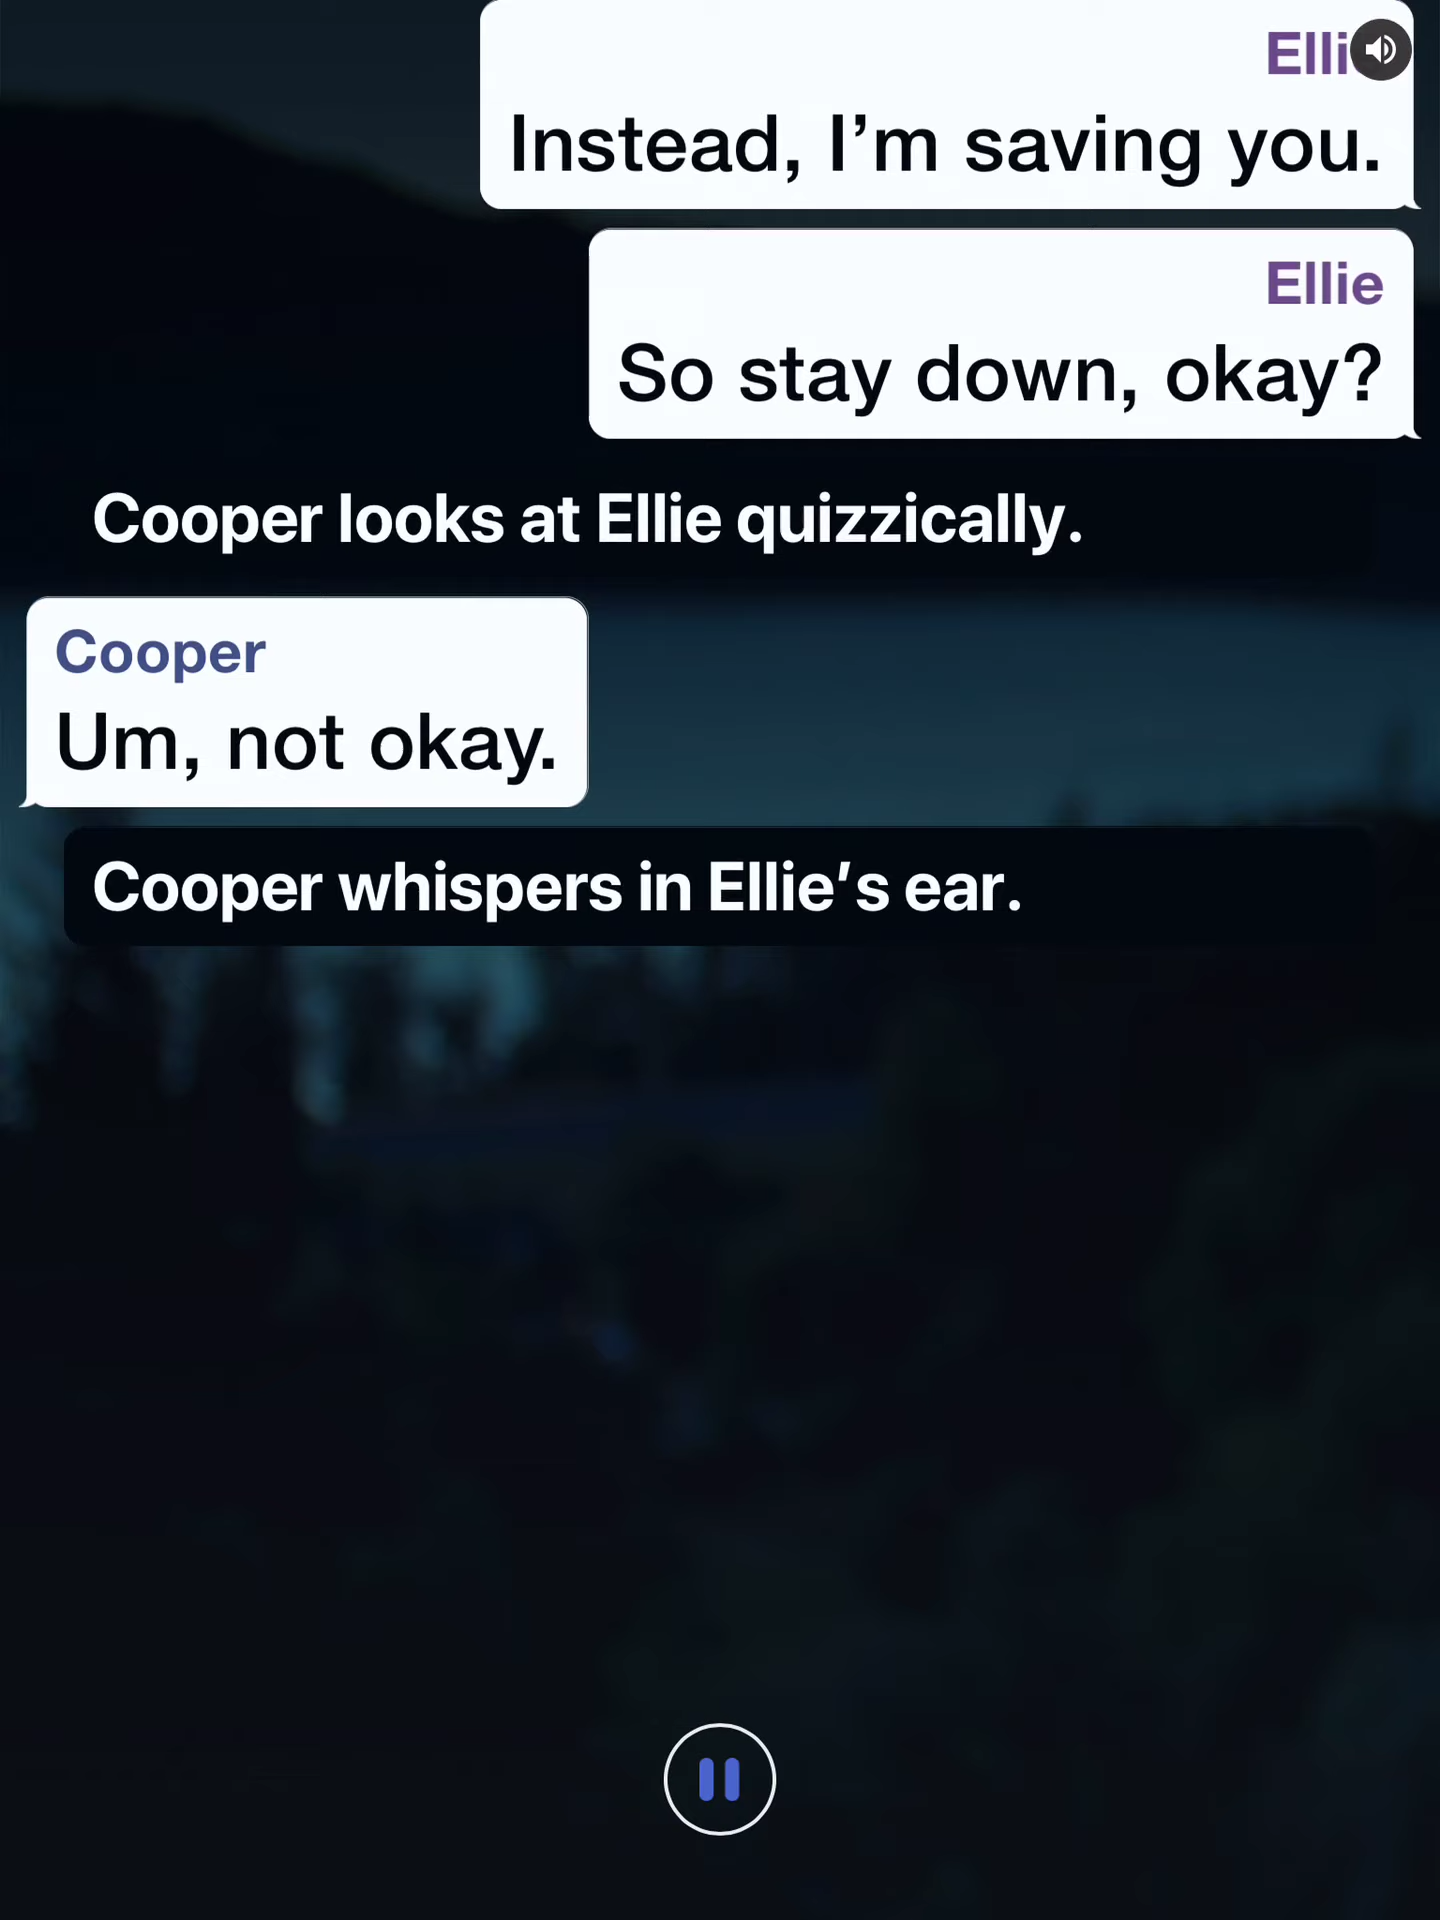 Ellie
Instead, I’m saving you.
Ellie
So stay down, okay?
Cooper looks at Ellie quizzically.
Cooper
Um, not okay.
Cooper whispers in Ellie’s ear.